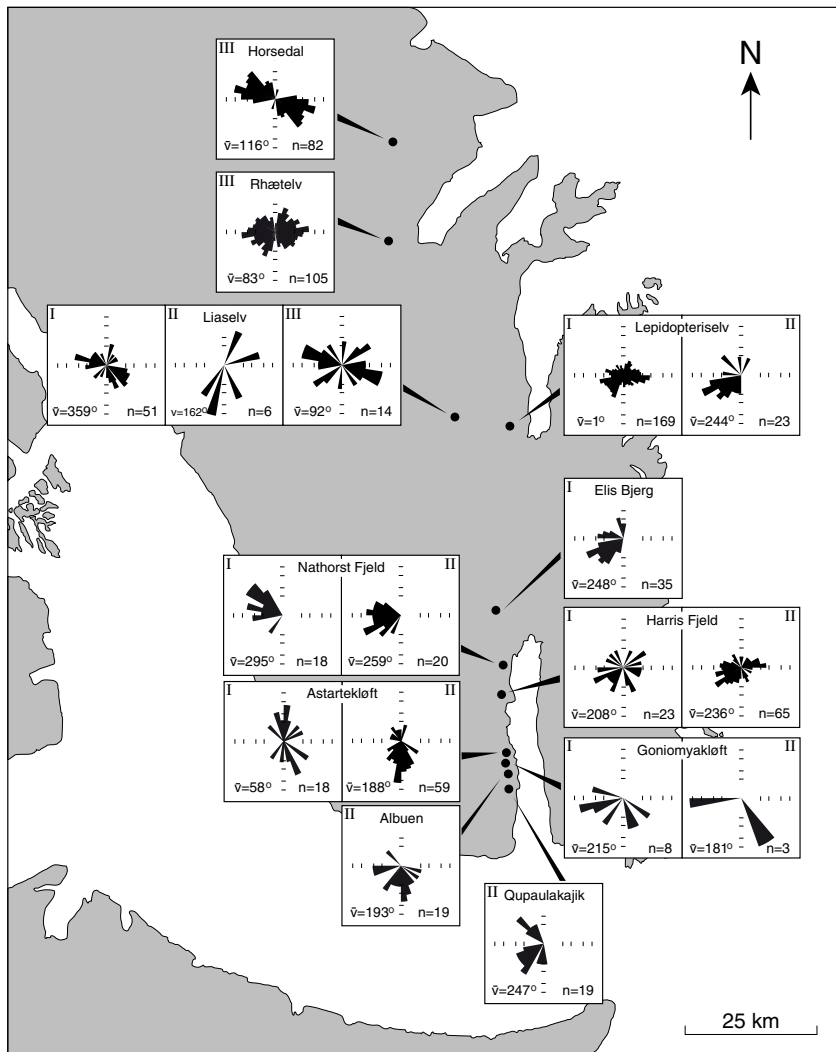 N
III
Horsedal
v̄=116° n=82
III
Rhætelv
v̄=83° n=105
I II Liaselv III
v̄=359° n=51
v=162° n=6
v̄=92° n=14
I Lepidopteriselv II
v̄=1° n=169
v̄=244° n=23
I
Elis Bjerg
v̄=248° n=35
I Nathorst Fjeld II
v̄=295° n=18
v̄=259° n=20
I Harris Fjeld II
v̄=208° n=23
v̄=236° n=65
I Astartekløft II
v̄=58° n=18
v̄=188° n=59
I Goniomyakløft II
v̄=215° n=8
v̄=181° n=3
II
Albuen
v̄=193° n=19
II Qupaulakajik
v̄=247° n=19
25 km